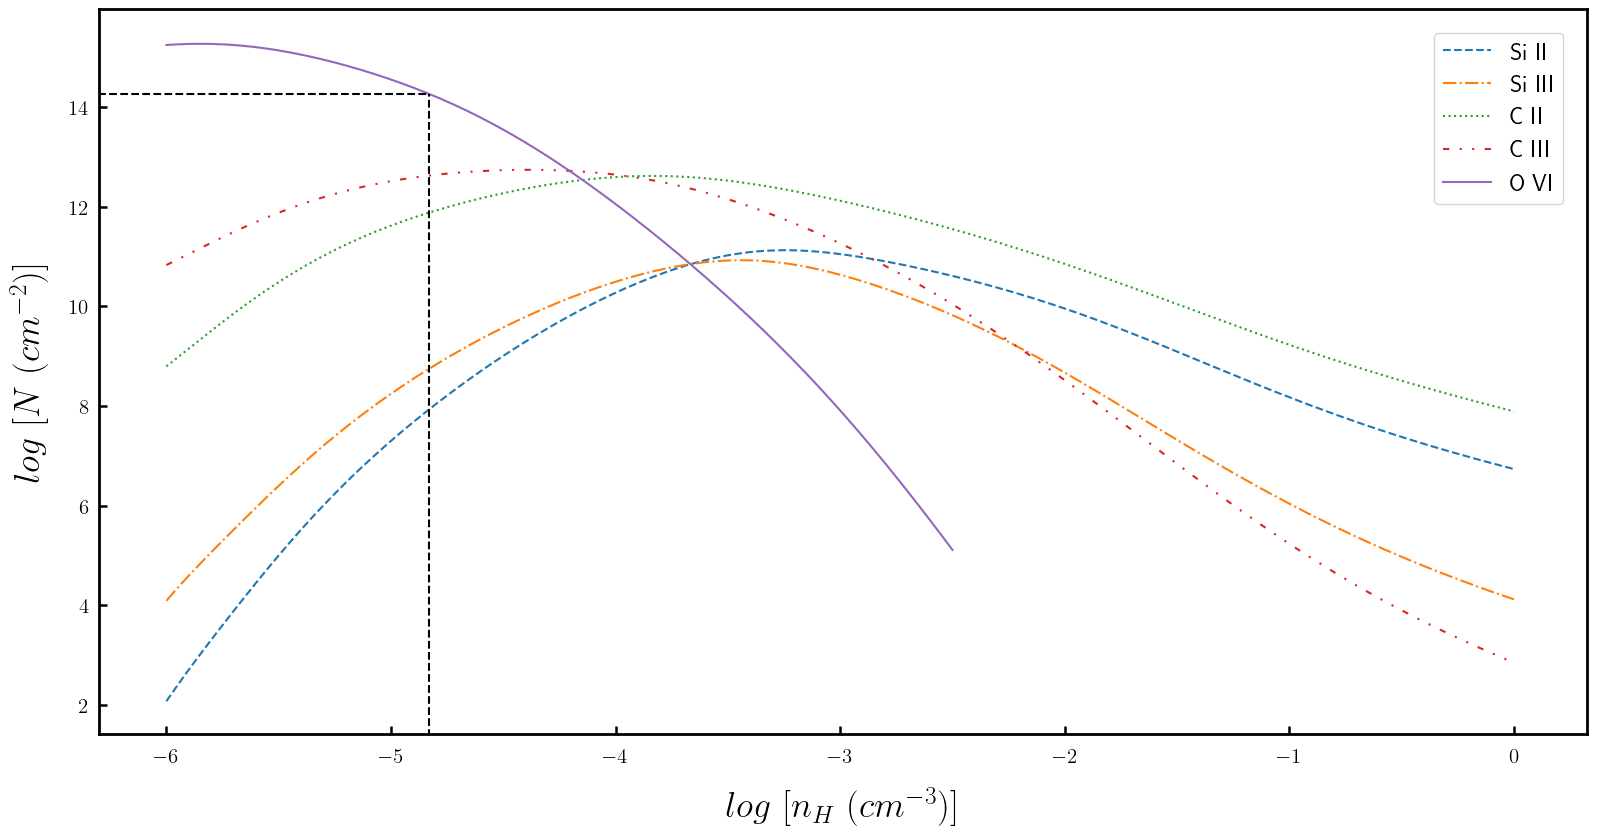 Si II
Si III
C II
C III
O VI
14
12
10
8
6
4
2
log [N (cm⁻²)]
−6 −5 −4 −3 −2 −1 0
log [n_H (cm⁻³)]